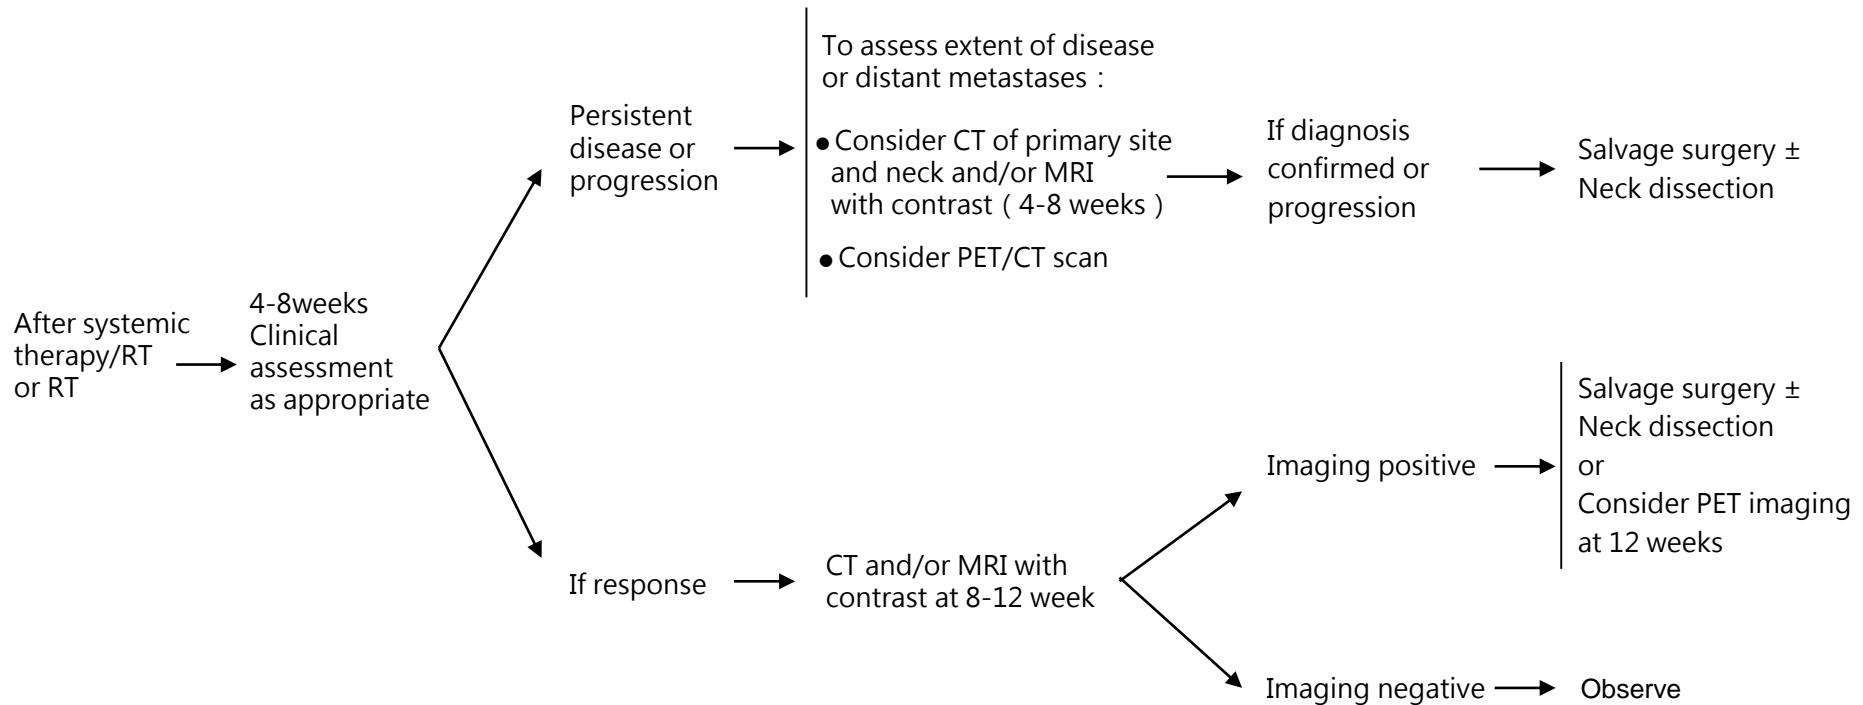 After systemic
therapy/RT
or RT
4-8weeks
Clinical
assessment
as appropriate
Persistent
disease or
progression
To assess extent of disease
or distant metastases：
●Consider CT of primary site
and neck and/or MRI
with contrast（4-8 weeks）
●Consider PET/CT scan
If diagnosis
confirmed or
progression
Salvage surgery ±
Neck dissection
If response
CT and/or MRI with
contrast at 8-12 week
Imaging positive
Salvage surgery ±
Neck dissection
or
Consider PET imaging
at 12 weeks
Imaging negative
Observe